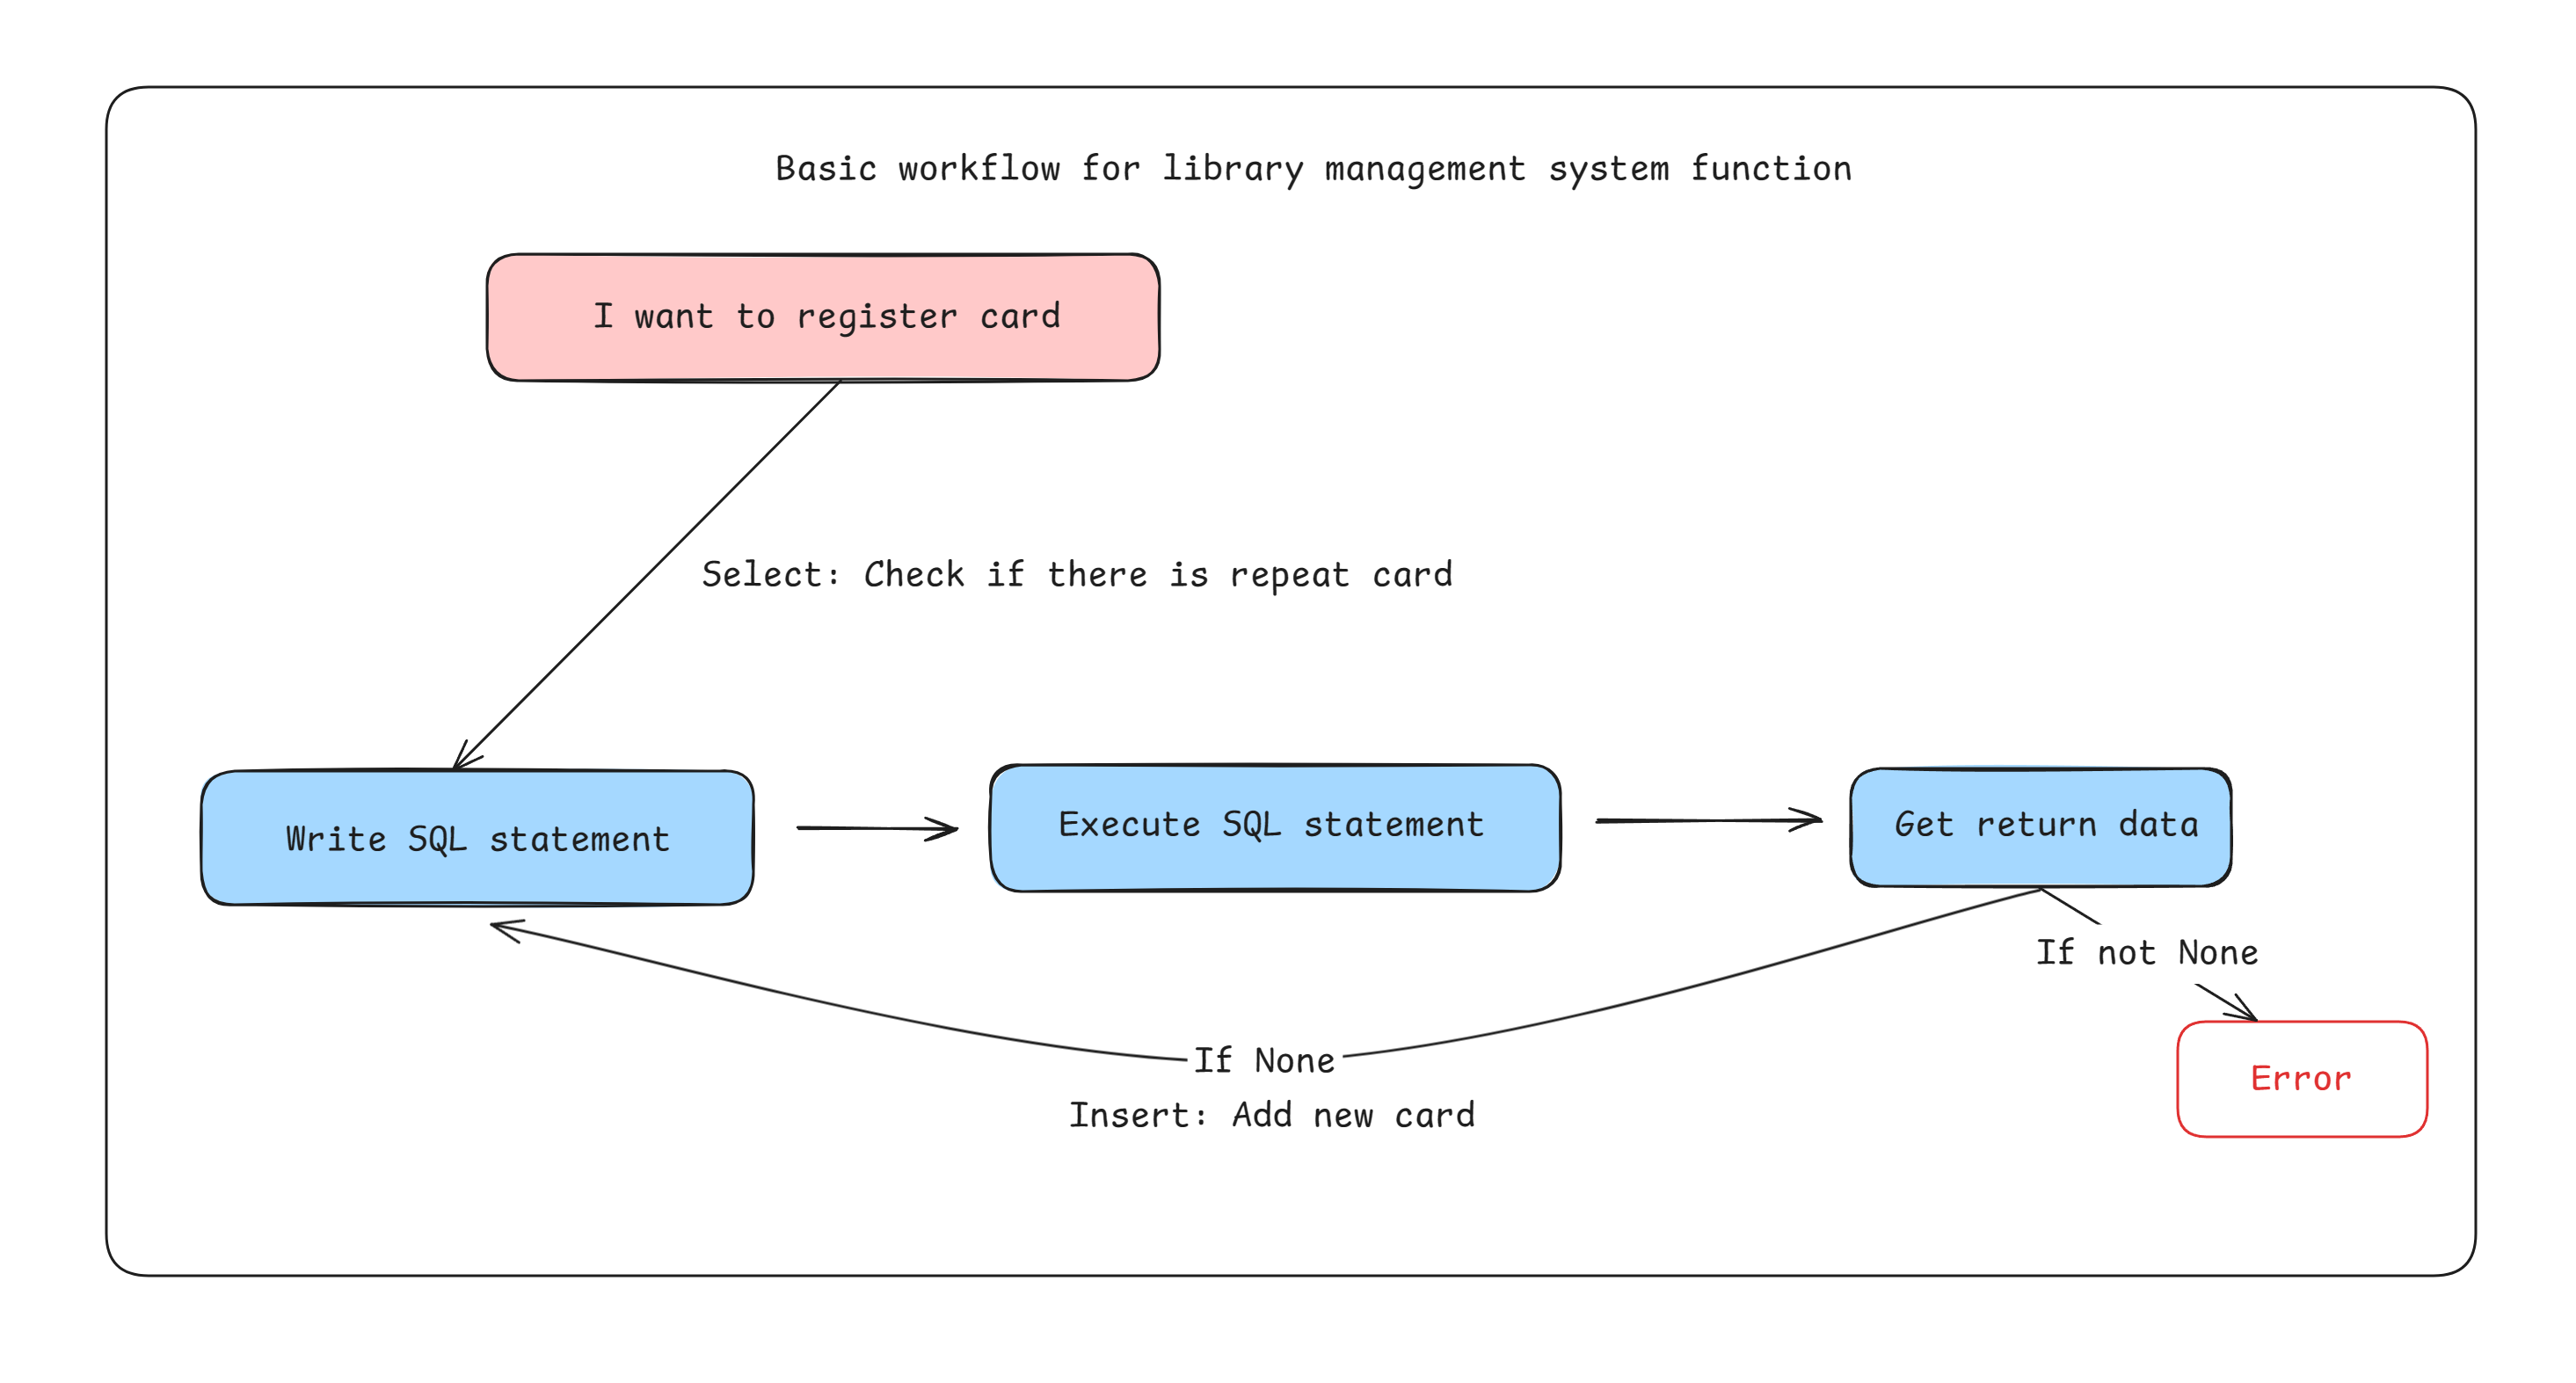 Basic workflow for library management system function
I want to register card
Select: Check if there is repeat card
Write SQL statement
Execute SQL statement
Get return data
If not None
If None
Error
Insert: Add new card